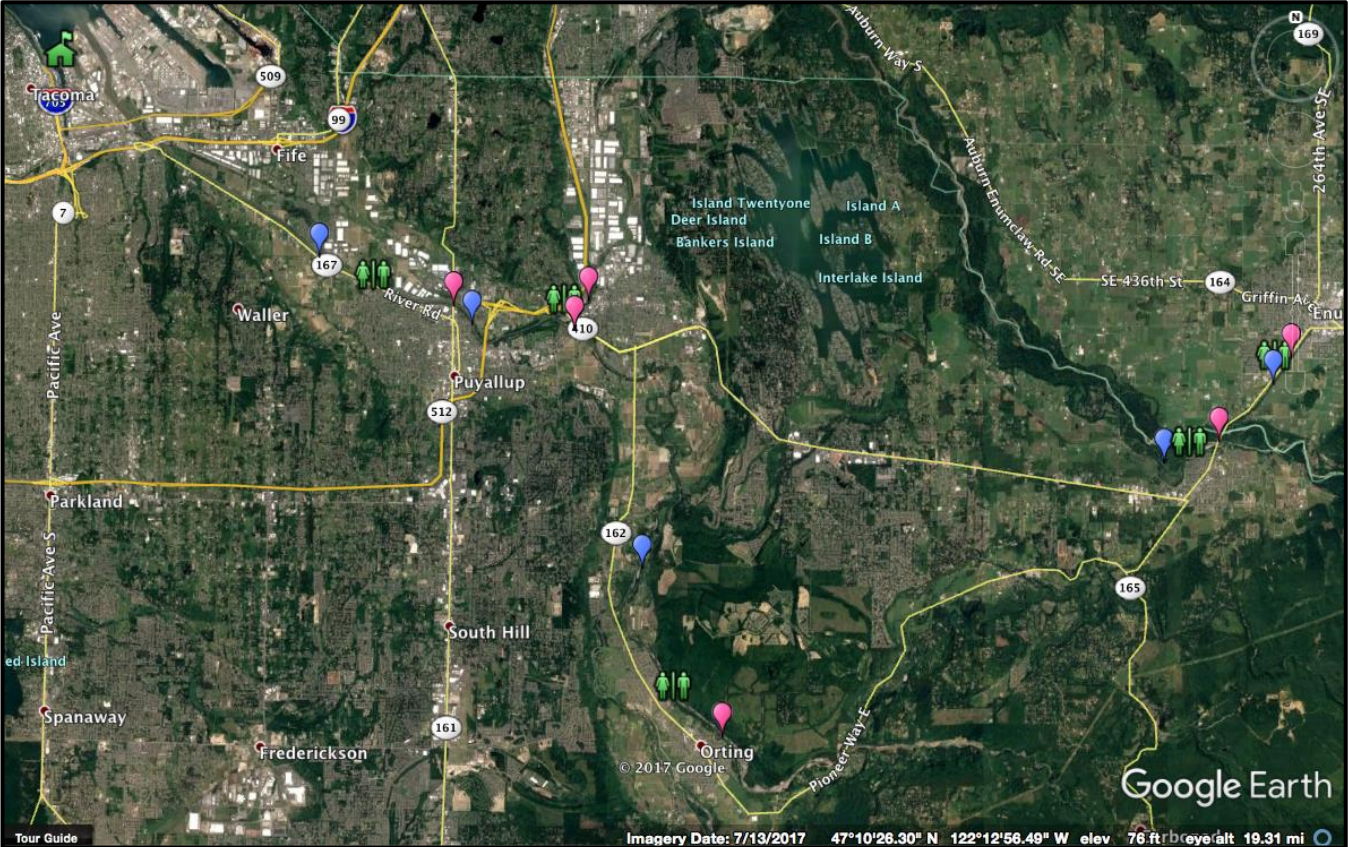 Auburn Way S
N
169
509
Tacoma
705
99
Fife
264th Ave SE
Auburn Enumclaw Rd SE
7
Island Twentyone
Island A
Deer Island
Bankers Island
Island B
167
Interlake Island
SE 436th St
164
Griffin Ave
Enu
River Rd
Waller
410
Pacific Ave
Puyallup
512
Parkland
162
Pacific Ave S
165
South Hill
ed Island
Spanaway
161
Pioneer Way E
Frederickson
Orting
© 2017 Google
Google Earth
Tour Guide
Imagery Date: 7/13/2017 47°10'26.30" N 122°12'56.49" W elev 76 ft eye alt 19.31 mi